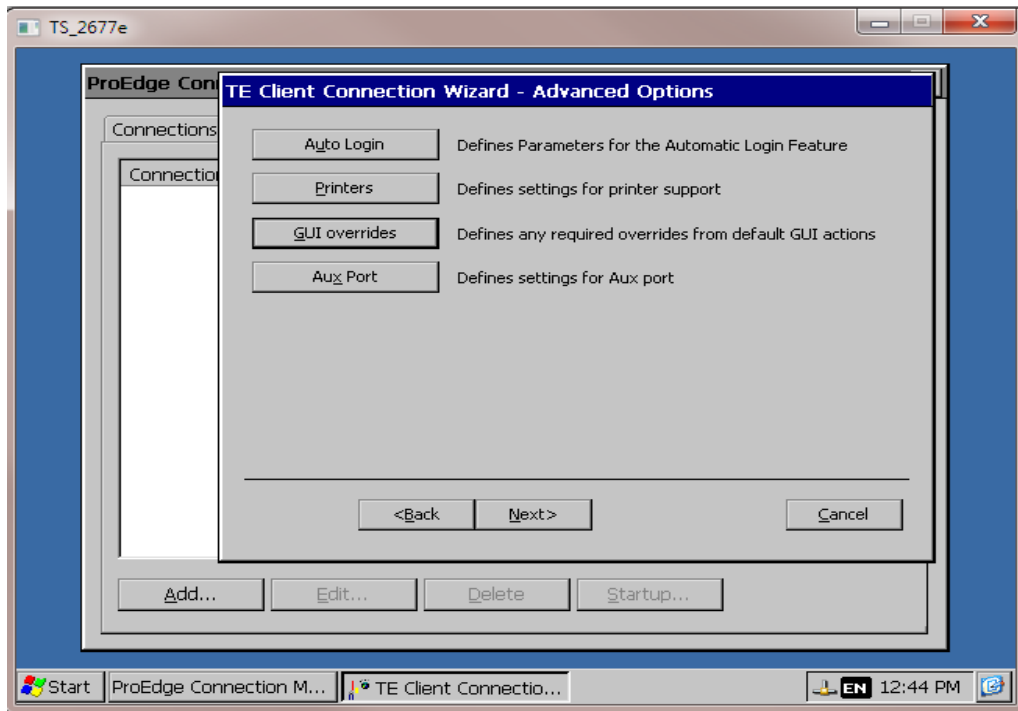 TS_2677e
ProEdge Con
TE Client Connection Wizard - Advanced Options
Connections
Connectio
Auto Login Defines Parameters for the Automatic Login Feature
Printers Defines settings for printer support
GUI overrides Defines any required overrides from default GUI actions
Aux Port Defines settings for Aux port
<Back Next> Cancel
Add... Edit... Delete Startup...
Start ProEdge Connection M... TE Client Connectio... EN 12:44 PM